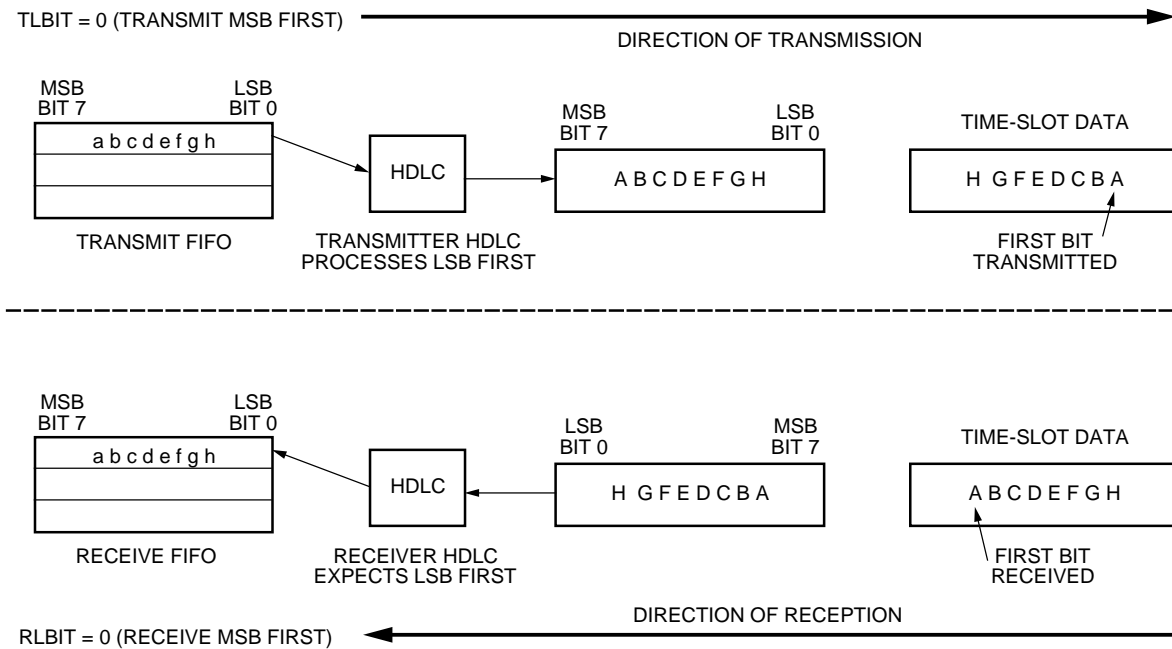 TLBIT = 0 (TRANSMIT MSB FIRST)
DIRECTION OF TRANSMISSION
MSB
BIT 7
LSB
BIT 0
a b c d e f g h
TRANSMIT FIFO
HDLC
TRANSMITTER HDLC
PROCESSES LSB FIRST
MSB
BIT 7
LSB
BIT 0
A B C D E F G H
TIME-SLOT DATA
H G F E D C B A
FIRST BIT
TRANSMITTED
MSB
BIT 7
LSB
BIT 0
a b c d e f g h
RECEIVE FIFO
HDLC
RECEIVER HDLC
EXPECTS LSB FIRST
LSB
BIT 0
MSB
BIT 7
H G F E D C B A
TIME-SLOT DATA
A B C D E F G H
FIRST BIT
RECEIVED
DIRECTION OF RECEPTION
RLBIT = 0 (RECEIVE MSB FIRST)